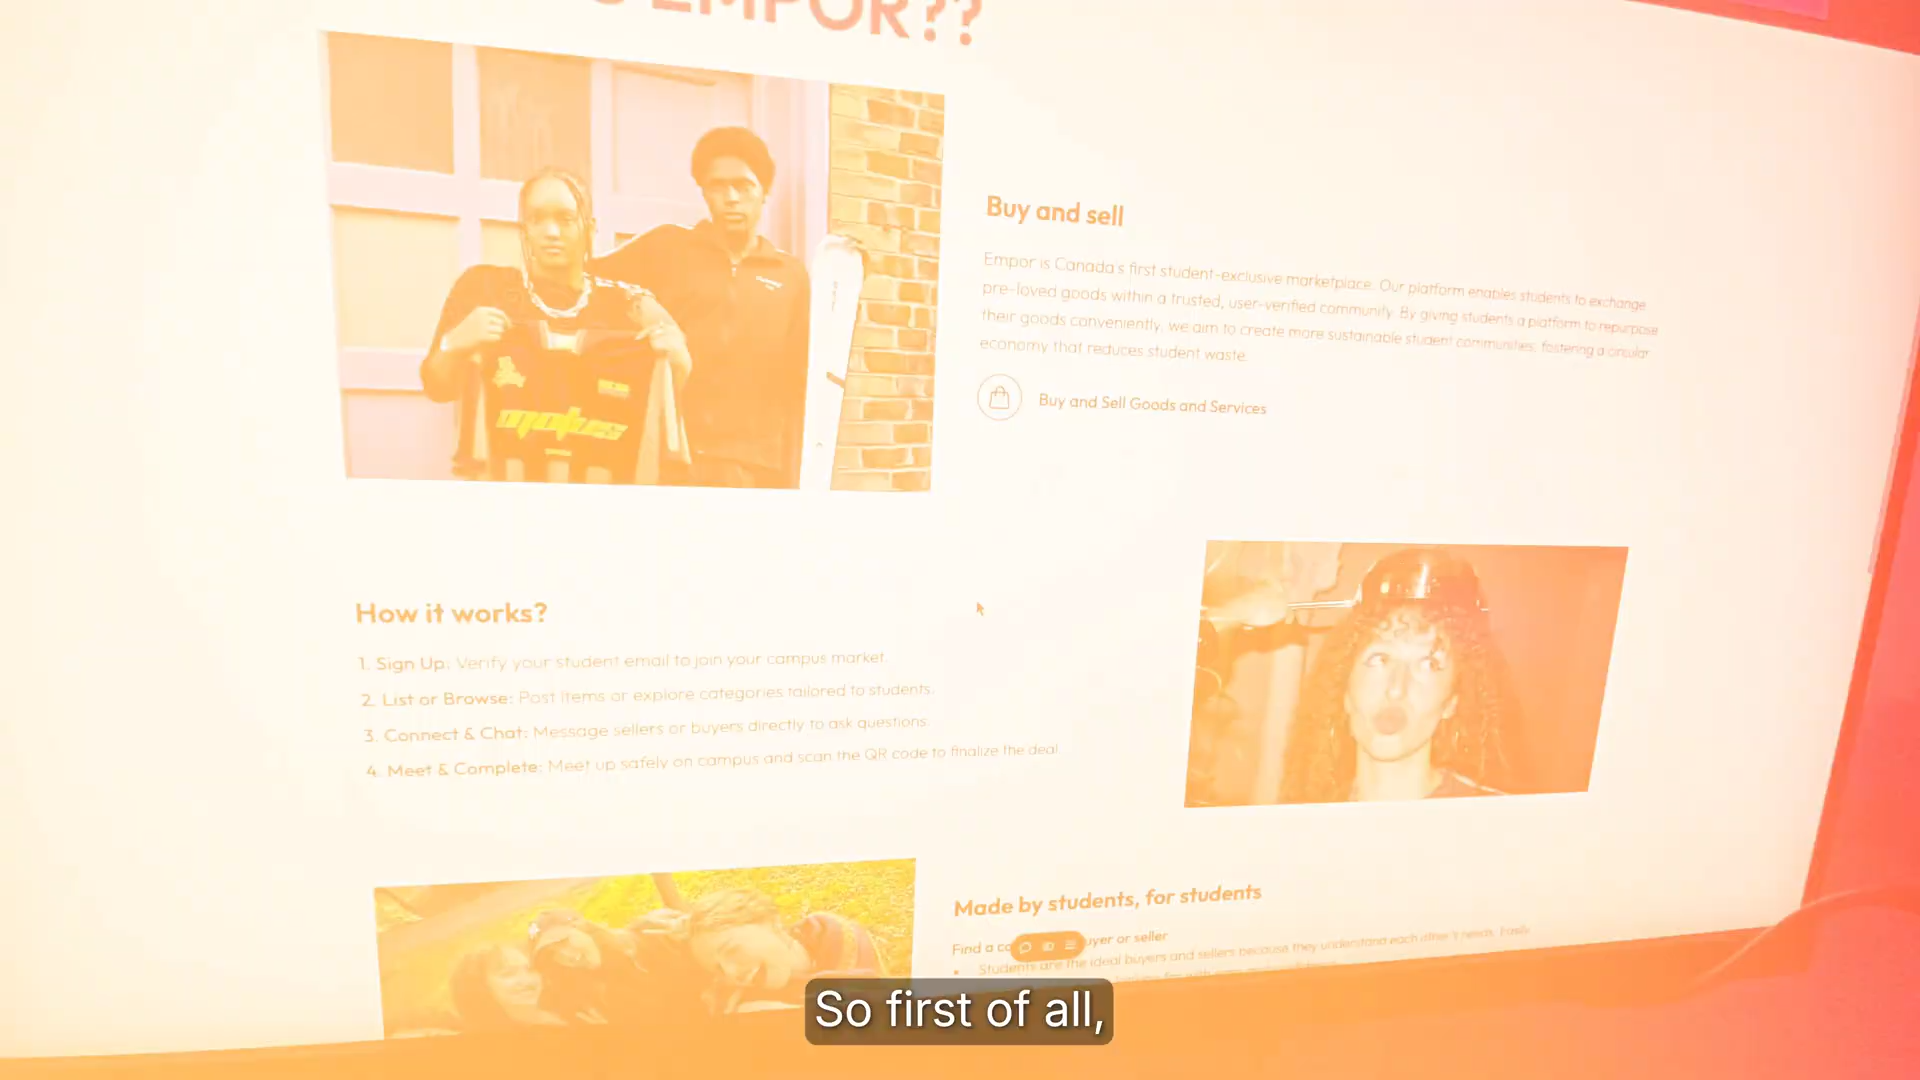 EMPOR??
Buy and sell
Empor is Canada's first student-exclusive marketplace. Our platform enables students to exchange
pre-loved goods within a trusted, user-verified community. By giving students a platform to repurpose
their goods conveniently, we aim to create more sustainable student communities, fostering a circular
economy that reduces student waste.
Buy and Sell Goods and Services
motus
How it works?
1. Sign Up: Verify your student email to join your campus market.
2. List or Browse: Post items or explore categories tailored to students.
3. Connect & Chat: Message sellers or buyers directly to ask questions.
4. Meet & Complete: Meet up safely on campus and scan the QR code to finalize the deal.
Made by students, for students
Find a or seller
Students are the ideal buyers and sellers because they understand each other's needs. Easily
So first of all,